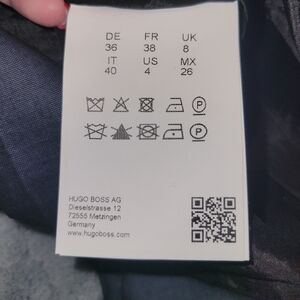 DE FR UK
36 38 8
IT US MX
40 4 26
P
P
HUGO BOSS AG
Dieselstrasse 12
72555 Metzingen
Germany
www.hugoboss.com